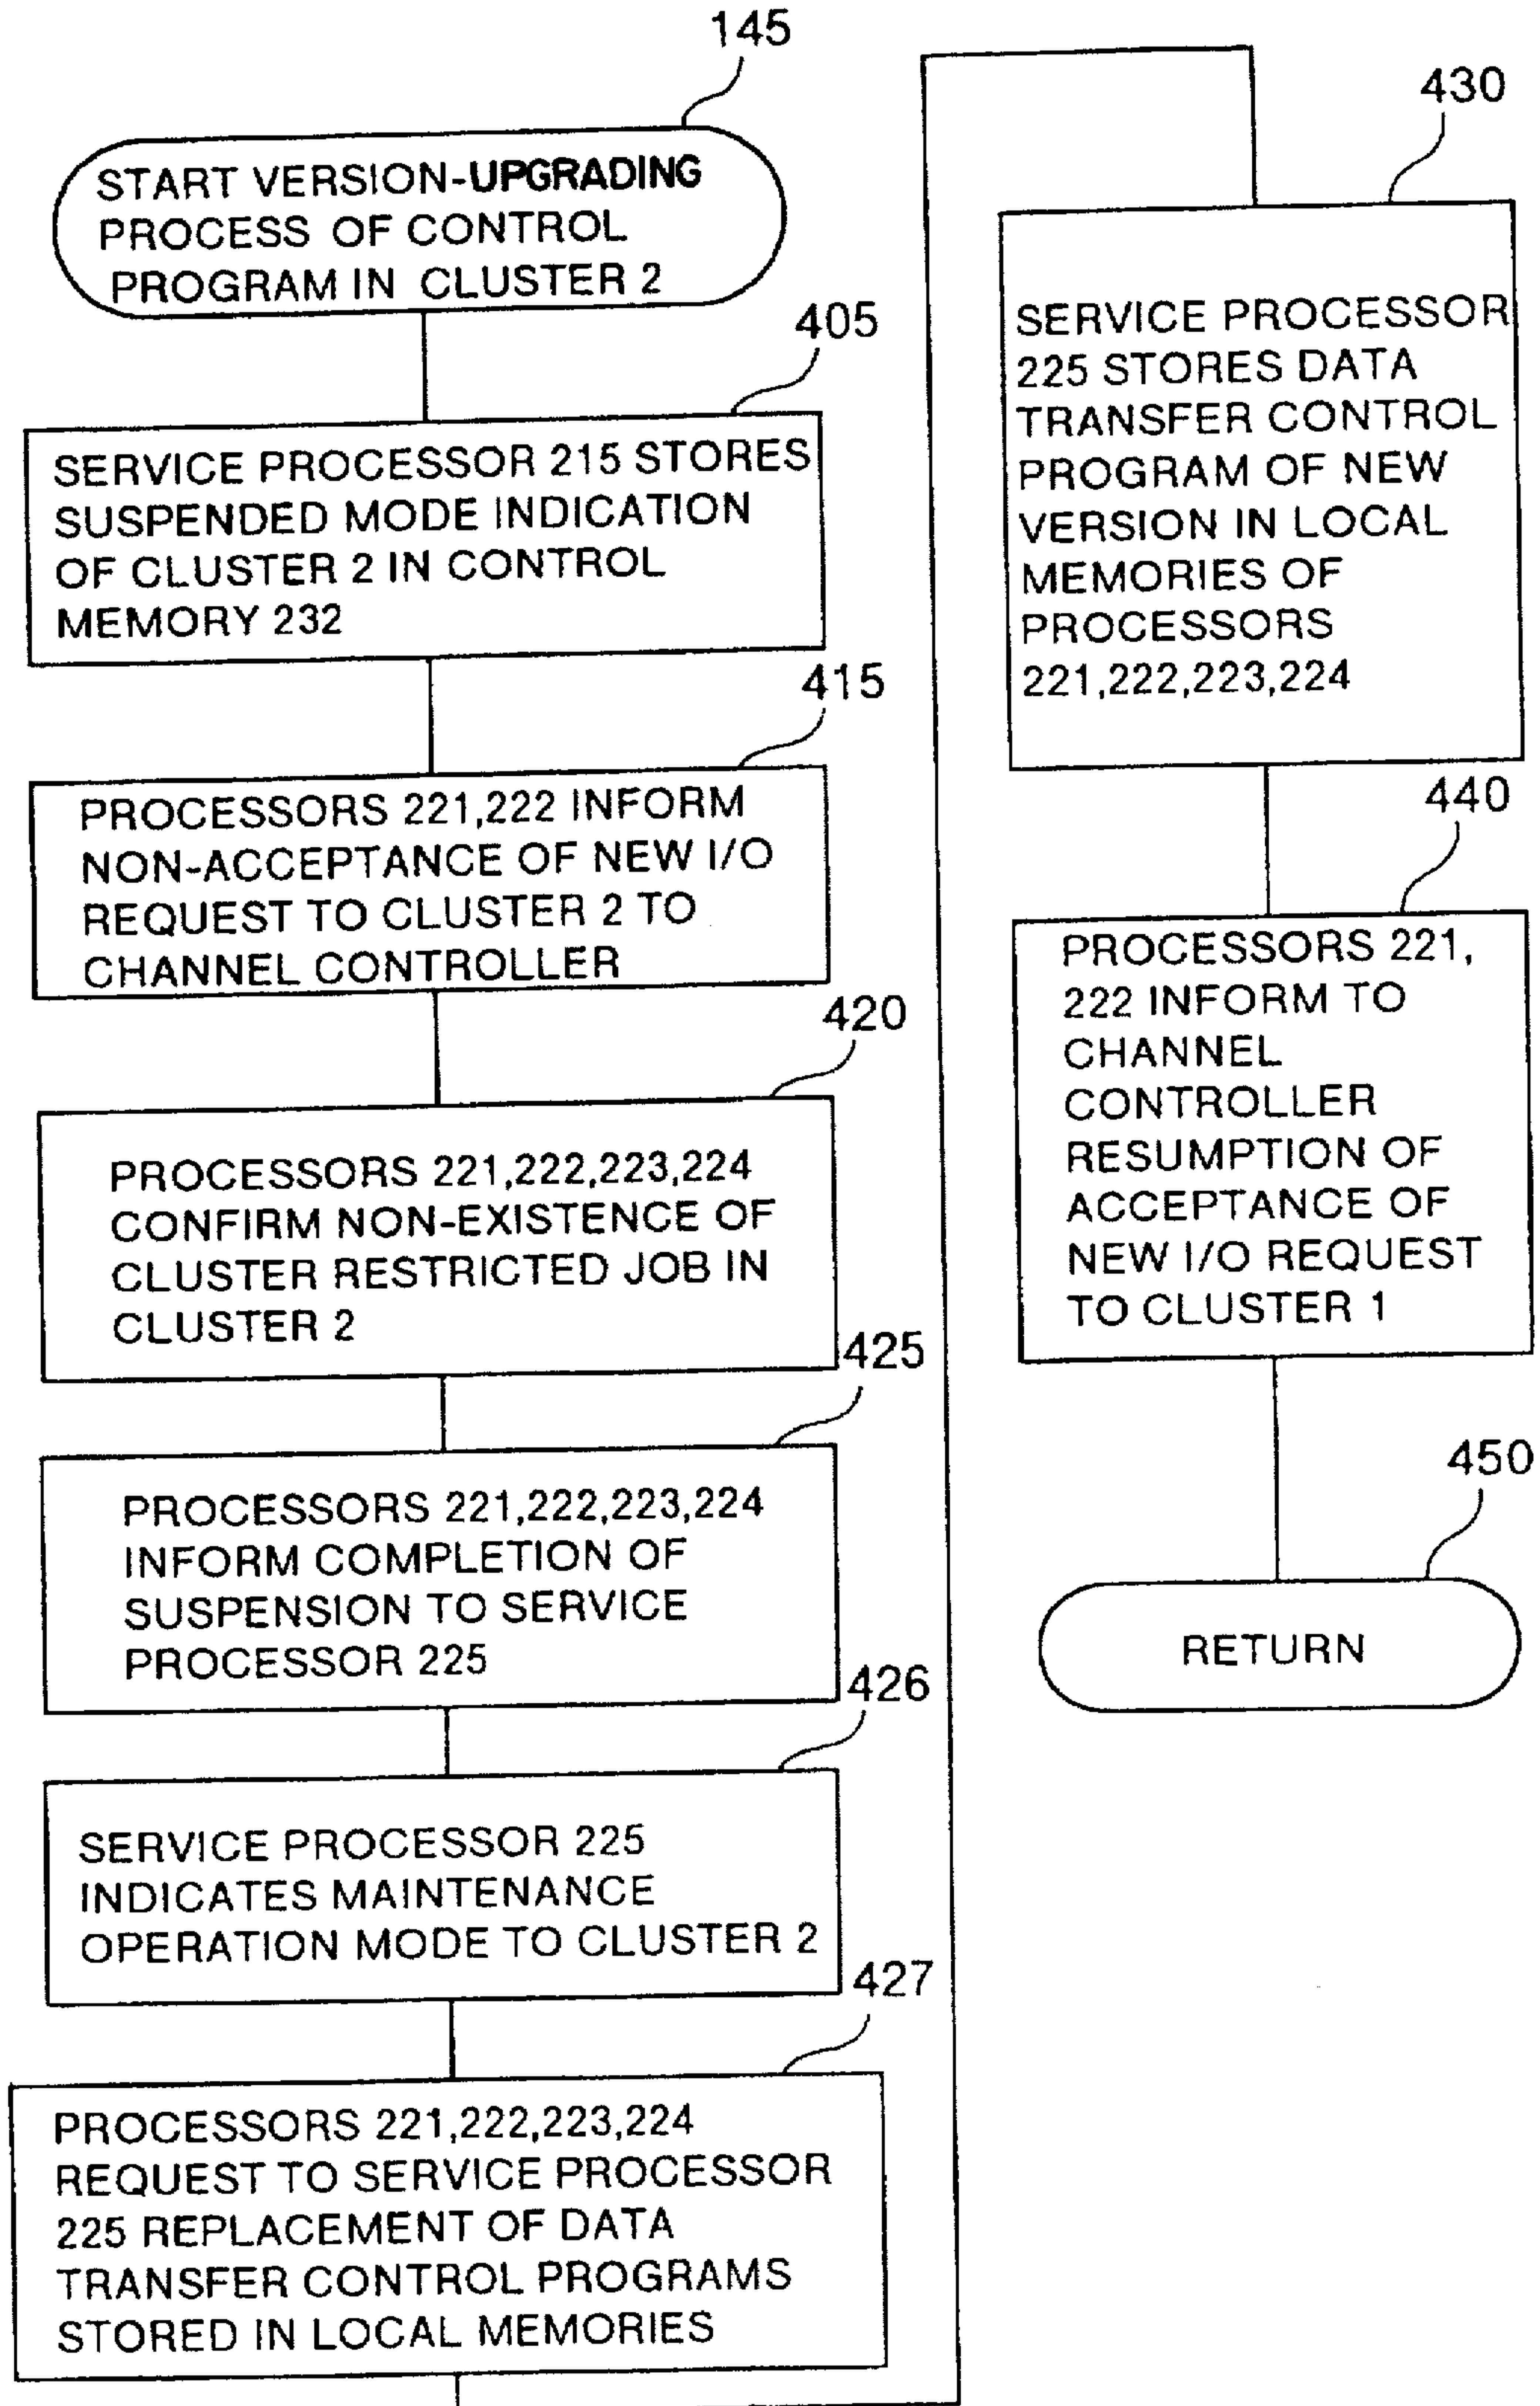 145
START VERSION-UPGRADING
PROCESS OF CONTROL
PROGRAM IN CLUSTER 2
405
SERVICE PROCESSOR 215 STORES
SUSPENDED MODE INDICATION
OF CLUSTER 2 IN CONTROL
MEMORY 232
415
PROCESSORS 221,222 INFORM
NON-ACCEPTANCE OF NEW I/O
REQUEST TO CLUSTER 2 TO
CHANNEL CONTROLLER
420
PROCESSORS 221,222,223,224
CONFIRM NON-EXISTENCE OF
CLUSTER RESTRICTED JOB IN
CLUSTER 2
425
PROCESSORS 221,222,223,224
INFORM COMPLETION OF
SUSPENSION TO SERVICE
PROCESSOR 225
426
SERVICE PROCESSOR 225
INDICATES MAINTENANCE
OPERATION MODE TO CLUSTER 2
427
PROCESSORS 221,222,223,224
REQUEST TO SERVICE PROCESSOR
225 REPLACEMENT OF DATA
TRANSFER CONTROL PROGRAMS
STORED IN LOCAL MEMORIES
430
SERVICE PROCESSOR
225 STORES DATA
TRANSFER CONTROL
PROGRAM OF NEW
VERSION IN LOCAL
MEMORIES OF
PROCESSORS
221,222,223,224
440
PROCESSORS 221,
222 INFORM TO
CHANNEL
CONTROLLER
RESUMPTION OF
ACCEPTANCE OF
NEW I/O REQUEST
TO CLUSTER 1
450
RETURN